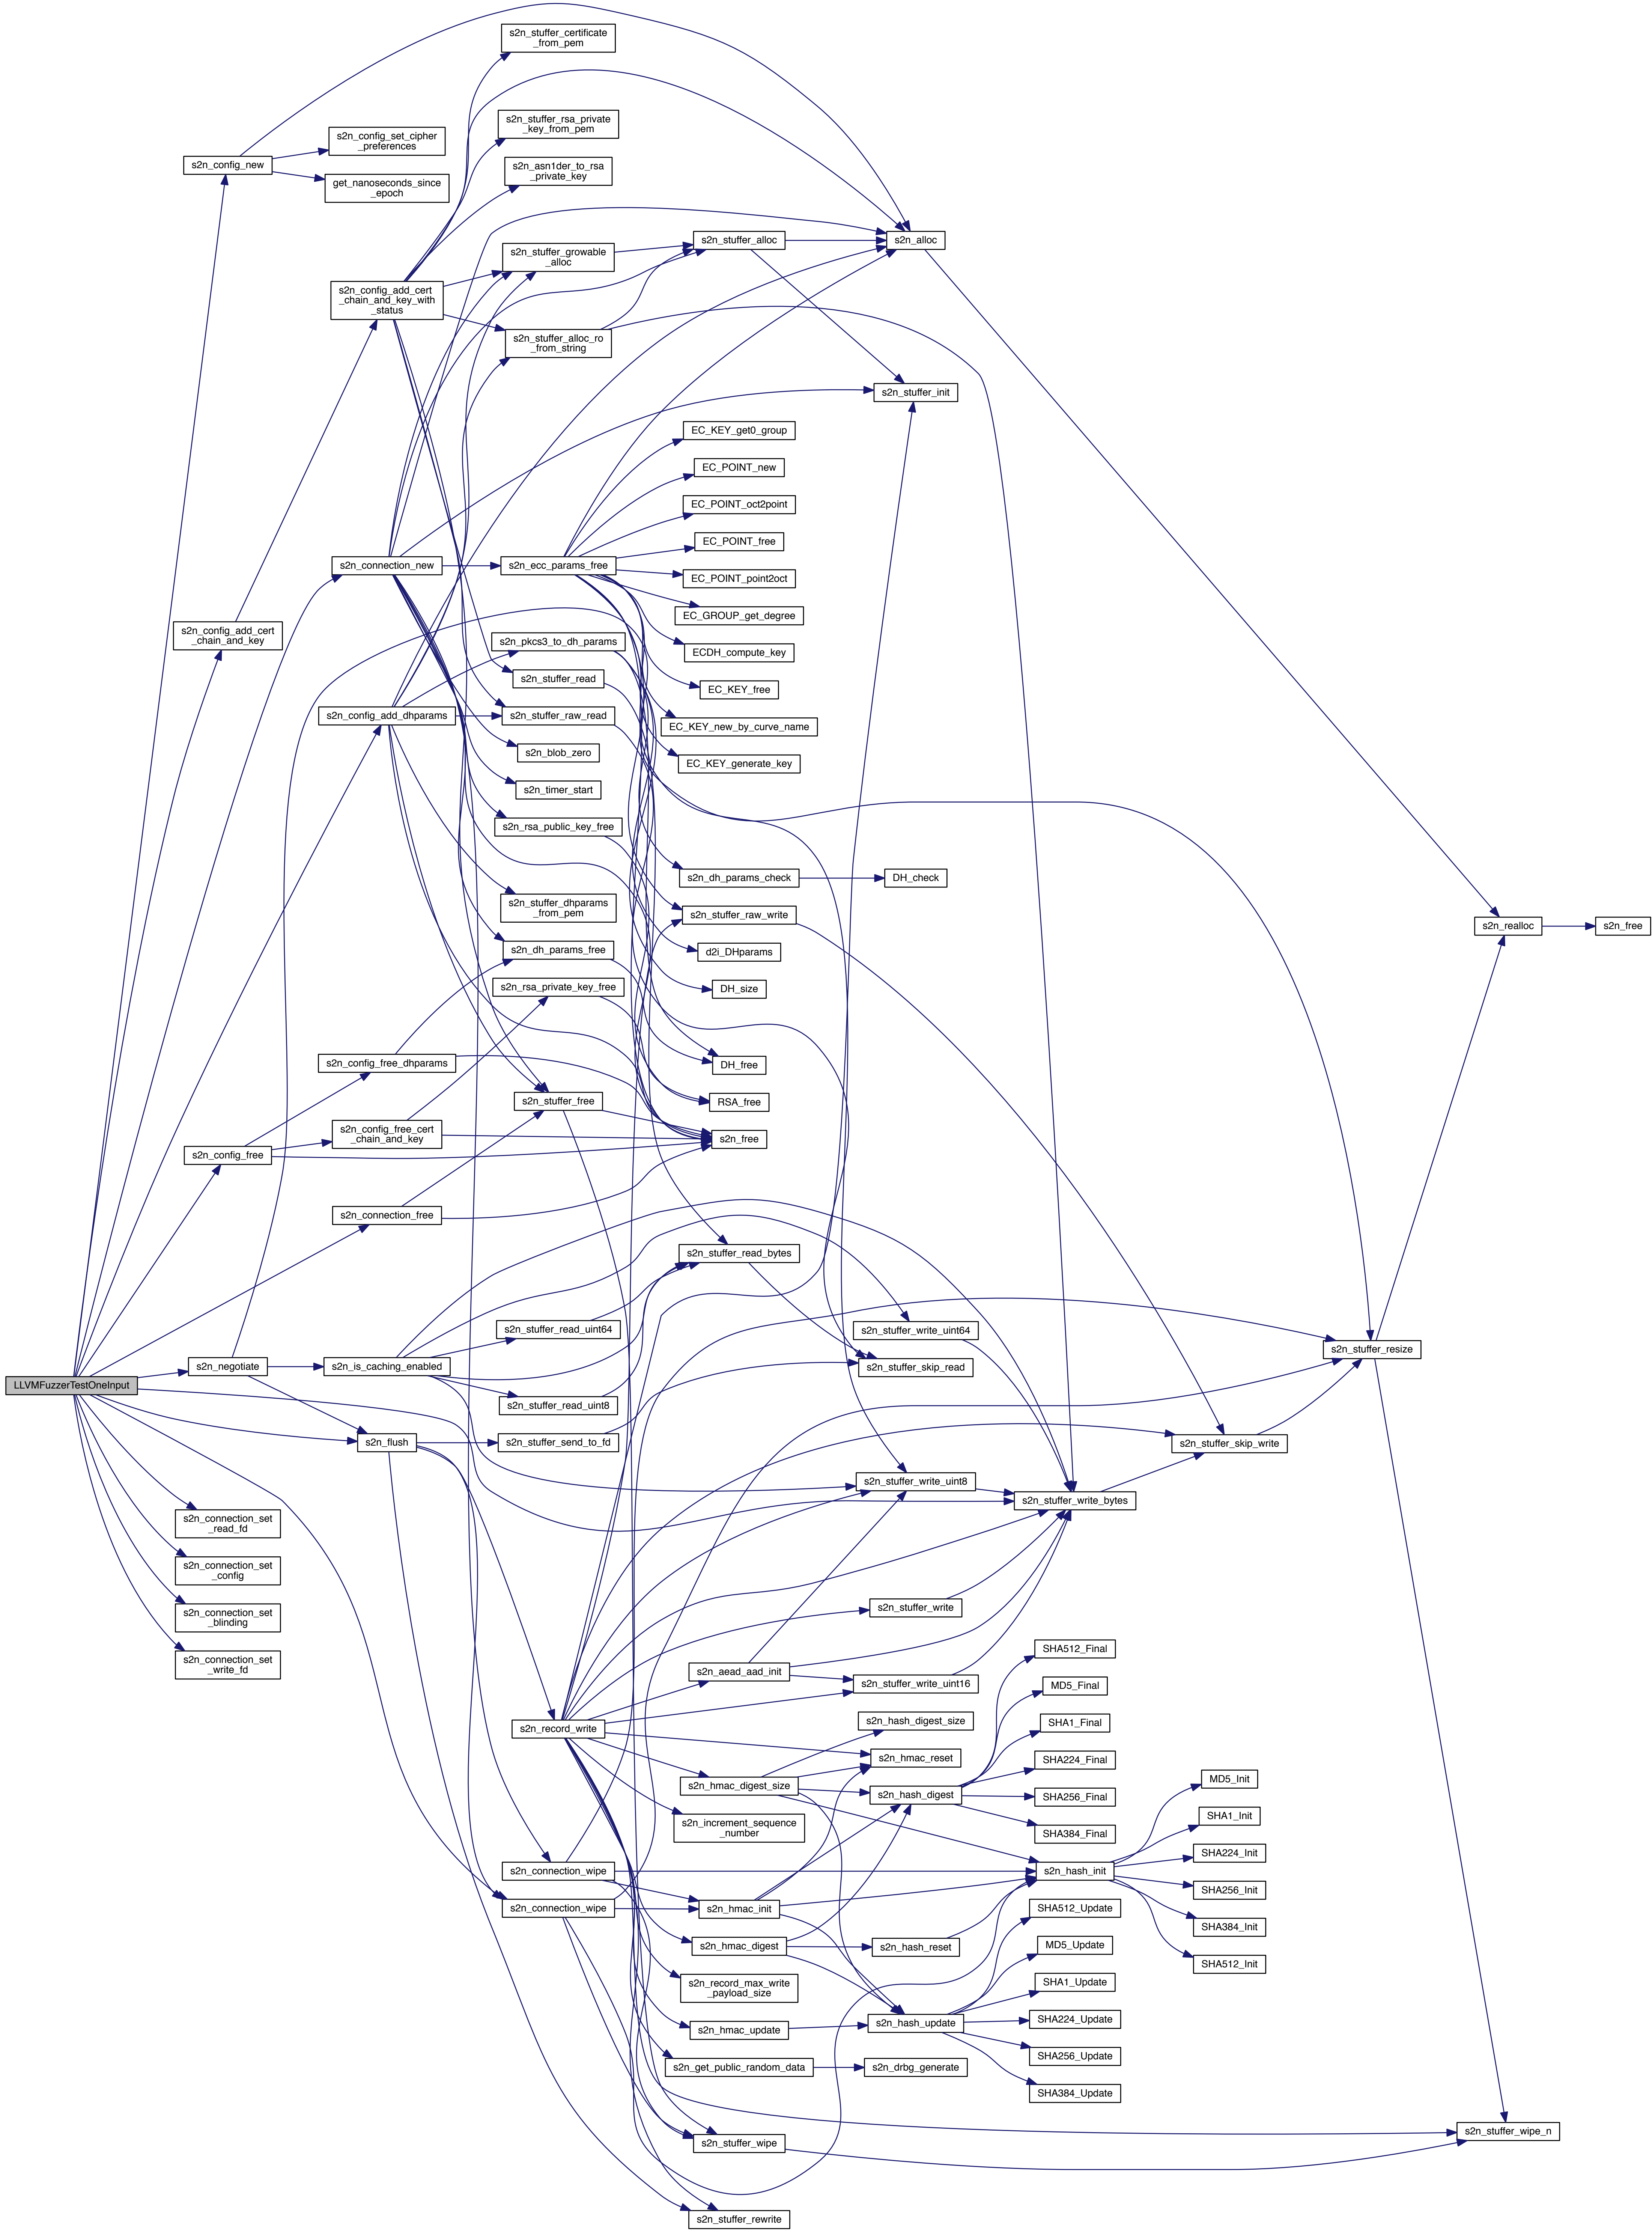 s2n_stuffer_certificate
_from_pem
s2n_stuffer_rsa_private
_key_from_pem
s2n_config_set_cipher
_preferences
s2n_config_new
s2n_asn1der_to_rsa
_private_key
get_nanoseconds_since
_epoch
s2n_stuffer_alloc
s2n_alloc
s2n_stuffer_growable
_alloc
s2n_config_add_cert
_chain_and_key_with
_status
s2n_stuffer_alloc_ro
_from_string
s2n_stuffer_init
EC_KEY_get0_group
EC_POINT_new
EC_POINT_oct2point
EC_POINT_free
s2n_connection_new
s2n_ecc_params_free
EC_POINT_point2oct
EC_GROUP_get_degree
s2n_config_add_cert
_chain_and_key
s2n_pkcs3_to_dh_params
ECDH_compute_key
s2n_stuffer_read
EC_KEY_free
s2n_config_add_dhparams
s2n_stuffer_raw_read
EC_KEY_new_by_curve_name
s2n_blob_zero
EC_KEY_generate_key
s2n_timer_start
s2n_rsa_public_key_free
s2n_dh_params_check
DH_check
s2n_stuffer_dhparams
_from_pem
s2n_stuffer_raw_write
s2n_realloc
s2n_free
s2n_dh_params_free
d2i_DHparams
s2n_rsa_private_key_free
DH_size
s2n_config_free_dhparams
DH_free
s2n_stuffer_free
RSA_free
s2n_config_free_cert
_chain_and_key
s2n_free
s2n_config_free
s2n_connection_free
s2n_stuffer_read_bytes
s2n_stuffer_read_uint64
s2n_stuffer_write_uint64
s2n_stuffer_resize
s2n_negotiate
s2n_is_caching_enabled
s2n_stuffer_skip_read
LLVMFuzzerTestOneInput
s2n_stuffer_read_uint8
s2n_flush
s2n_stuffer_send_to_fd
s2n_stuffer_skip_write
s2n_stuffer_write_uint8
s2n_stuffer_write_bytes
s2n_connection_set
_read_fd
s2n_connection_set
_config
s2n_connection_set
_blinding
s2n_stuffer_write
s2n_connection_set
_write_fd
SHA512_Final
s2n_aead_aad_init
s2n_stuffer_write_uint16
MD5_Final
s2n_record_write
s2n_hash_digest_size
SHA1_Final
s2n_hmac_reset
SHA224_Final
s2n_hmac_digest_size
s2n_hash_digest
SHA256_Final
MD5_Init
s2n_increment_sequence
_number
SHA384_Final
SHA1_Init
SHA224_Init
s2n_connection_wipe
s2n_hash_init
SHA256_Init
s2n_connection_wipe
s2n_hmac_init
SHA512_Update
SHA384_Init
s2n_hmac_digest
s2n_hash_reset
MD5_Update
SHA512_Init
s2n_record_max_write
_payload_size
SHA1_Update
s2n_hmac_update
s2n_hash_update
SHA224_Update
s2n_get_public_random_data
s2n_drbg_generate
SHA256_Update
SHA384_Update
s2n_stuffer_wipe
s2n_stuffer_wipe_n
s2n_stuffer_rewrite